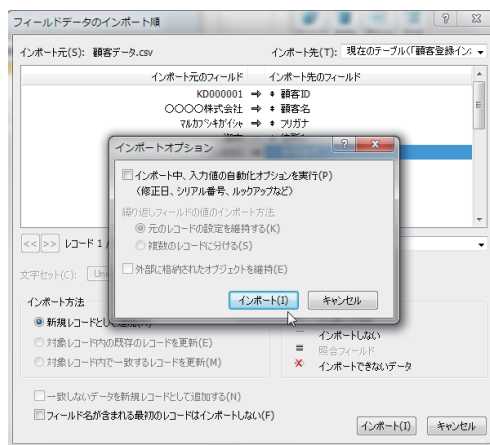 フィールドデータのインポート順
インポート元(S): 顧客データ.csv
インポート先(T): 現在のテーブル(「顧客登録イン
インポート元のフィールド インポート先のフィールド
KD000001 顧客ID
〇〇〇〇株式会社 顧客名
マルカブシキガイシャ フリガナ
インポートオプション
インポート中、入力値の自動化オプションを実行(P)
(修正日、シリアル番号、ルックアップなど)
繰り返しフィールドの値のインポート方法
元のレコードの設定を維持する(K)
複数のレコードに分ける(S)
外部に格納されたオブジェクトを維持(E)
インポート(I) キャンセル
<< >> レコード 1 /
文字セット(C): Uni
インポート方法
新規レコードとして追加(A)
対象レコード内の既存のレコードを更新(E)
対象レコード内で一致するレコードを更新(M)
インポートしない
= 照合フィールド
インポートできないデータ
一致しないデータを新規レコードとして追加する(N)
フィールド名が含まれる最初のレコードはインポートしない(F)
インポート(I) キャンセル